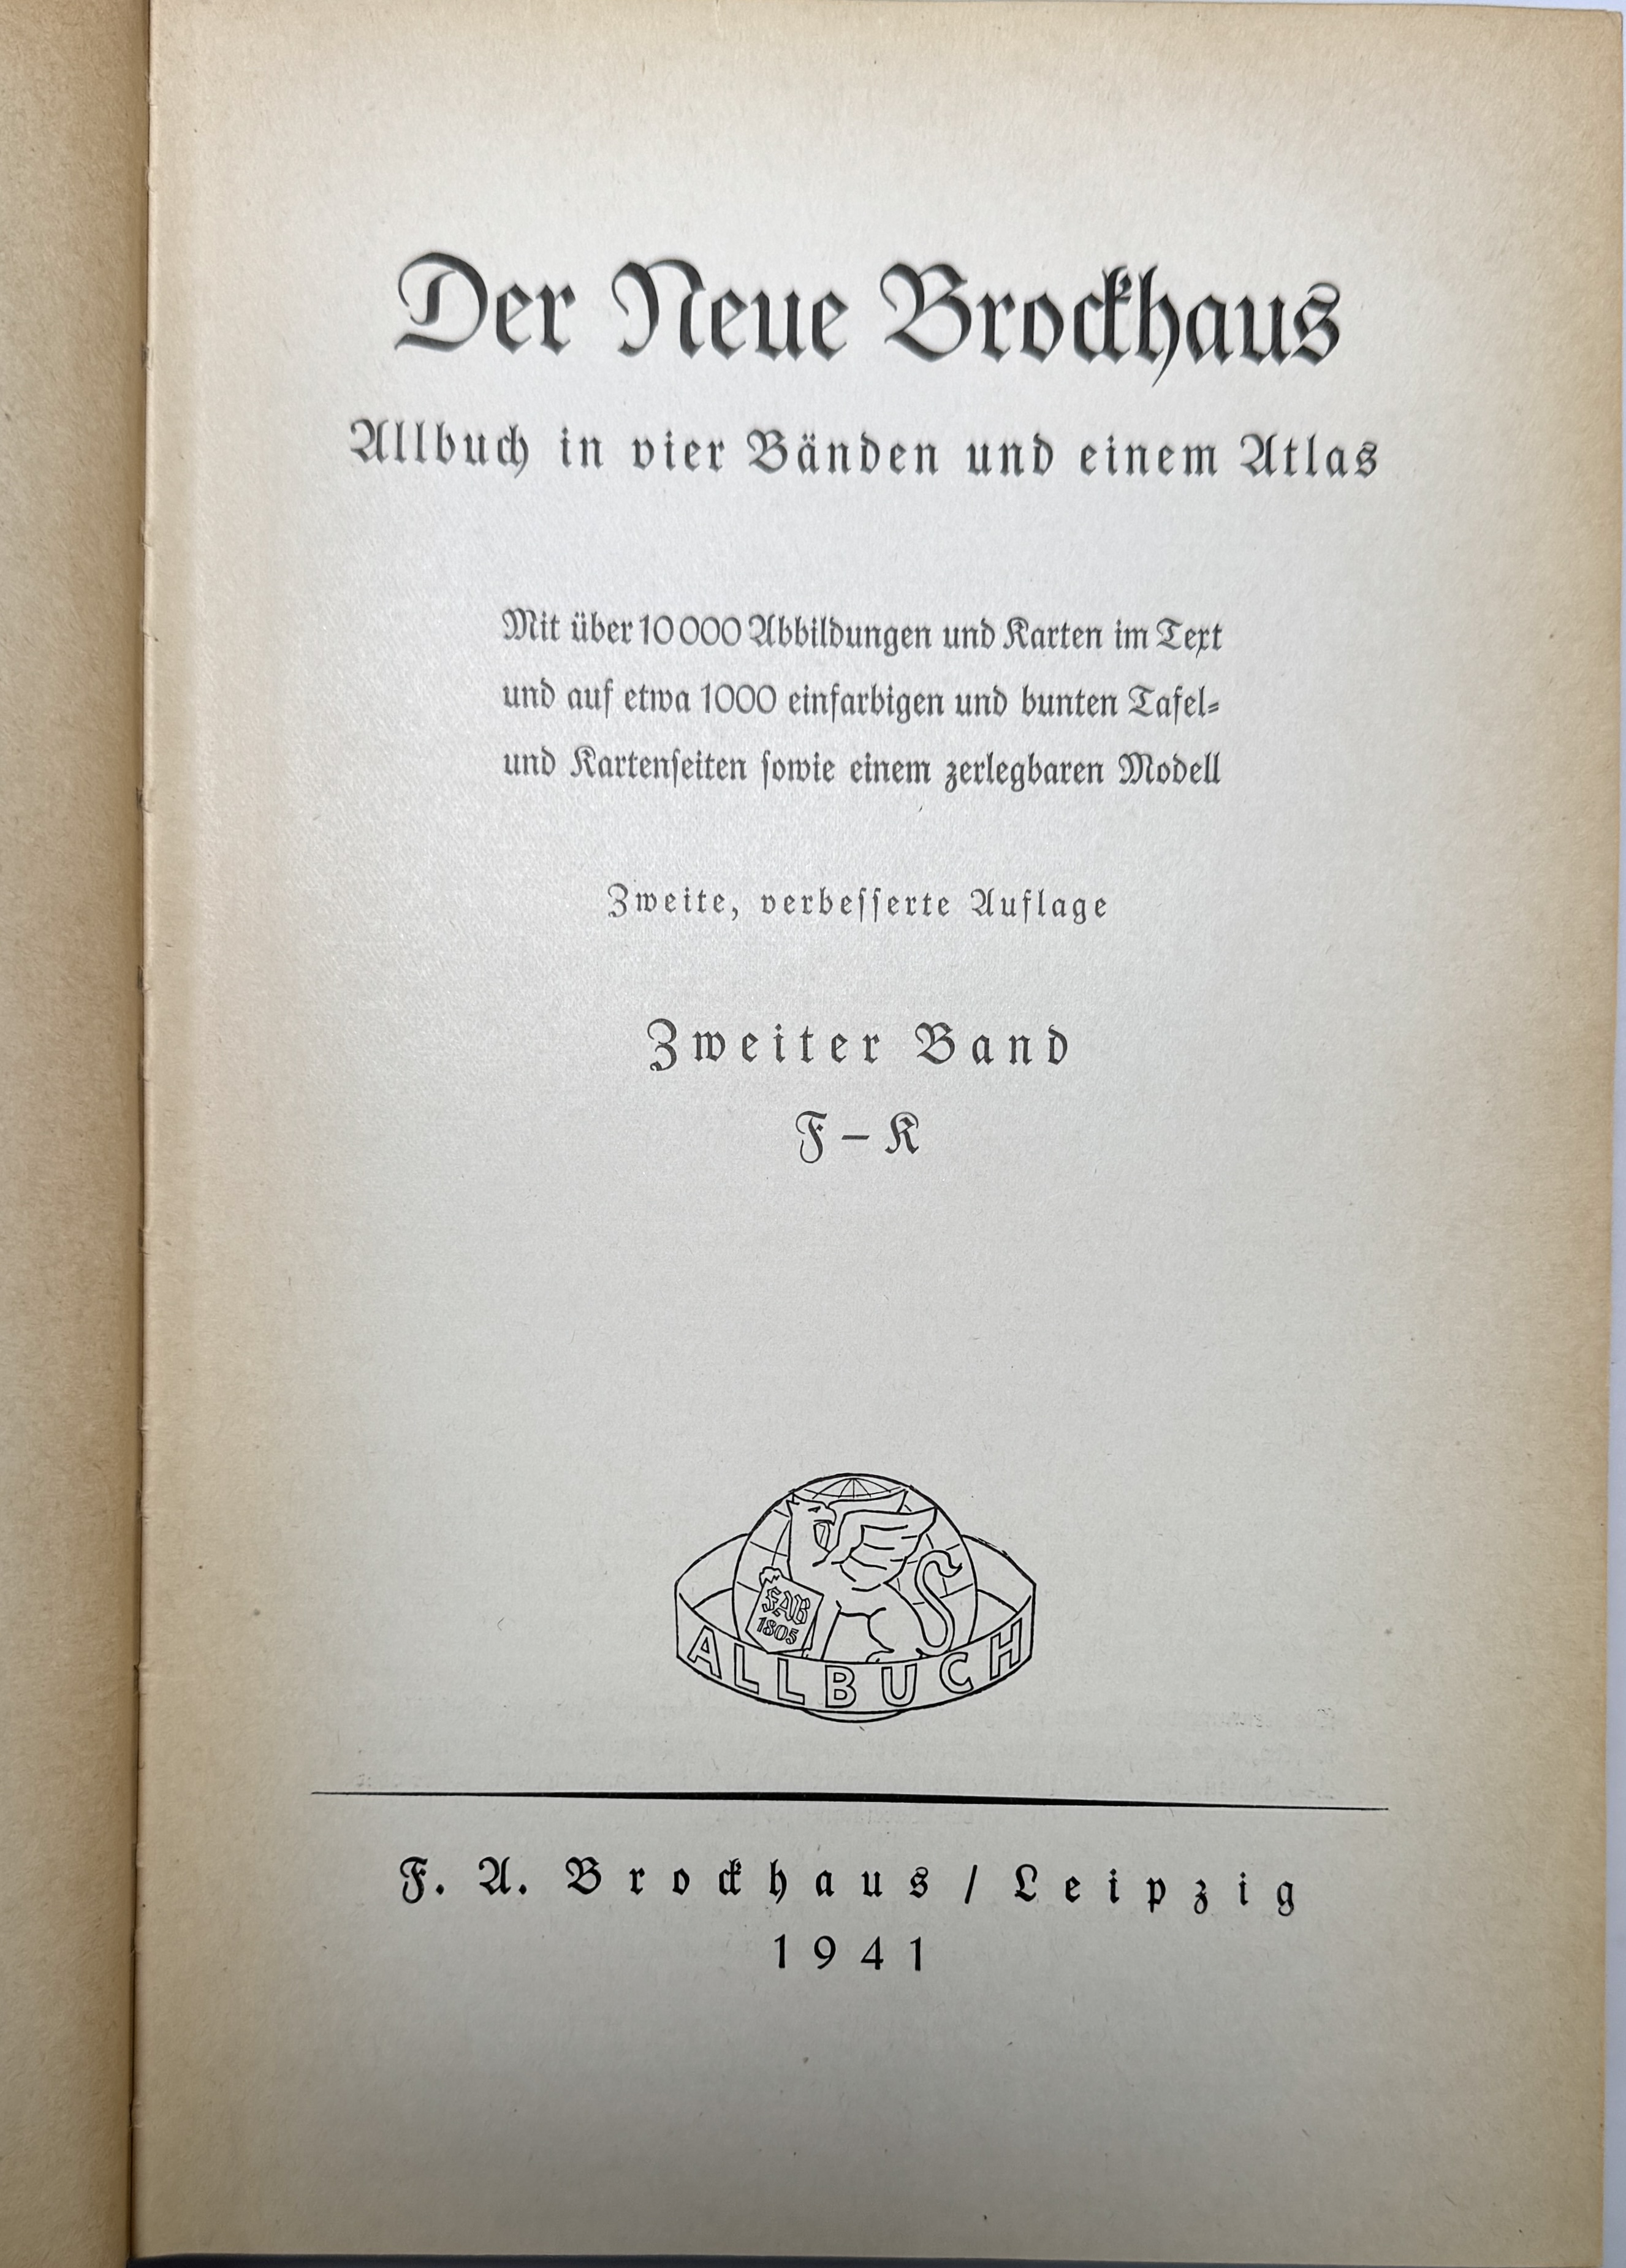 Der Neue Brockhaus
Allbuch in vier Bänden und einem Atlas
Mit über 10000 Abbildungen und Karten im Text
und auf etwa 1000 einfarbigen und bunten Tafel-
und Kartenſeiten ſowie einem zerlegbaren Modell
Zweite, verbeſſerte Auflage
Zweiter Band
F – K
FAB
1805
ALLBUCH
F. A. Brockhaus / Leipzig
1941